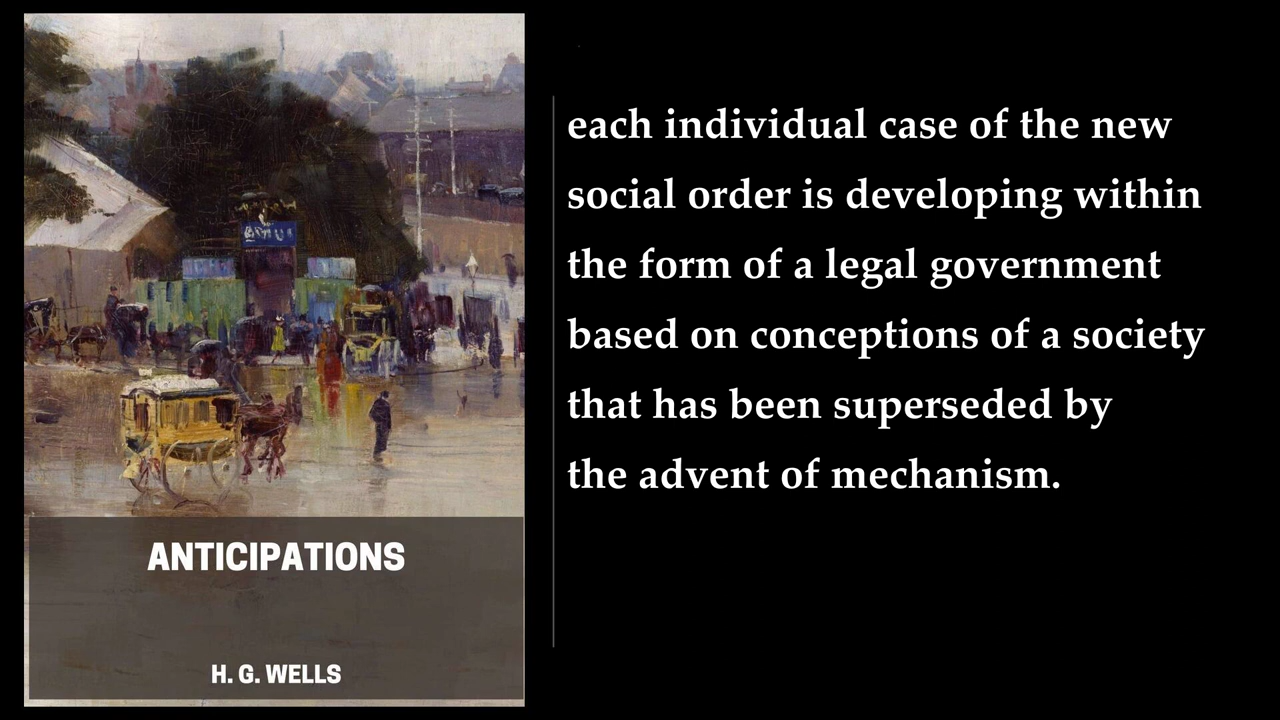 each individual case of the new
social order is developing within
the form of a legal government
based on conceptions of a society
that has been superseded by
the advent of mechanism.
ANTICIPATIONS
H. G. WELLS